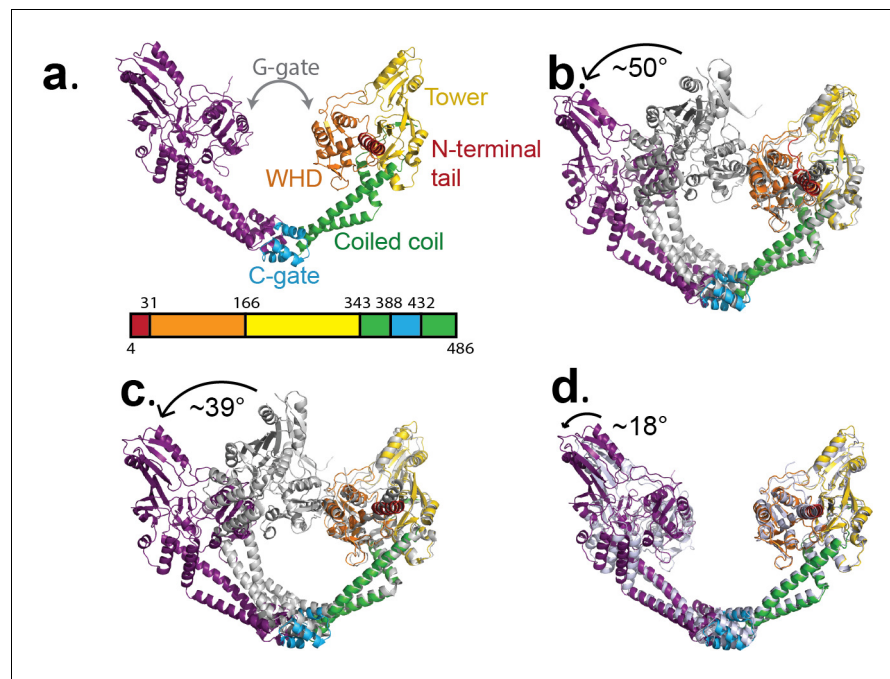 a.
G-gate
Tower
N-terminal
tail
WHD
Coiled coil
C-gate
31 166 343 388 432
4 486
b.
~50°
c.
~39°
d.
~18°